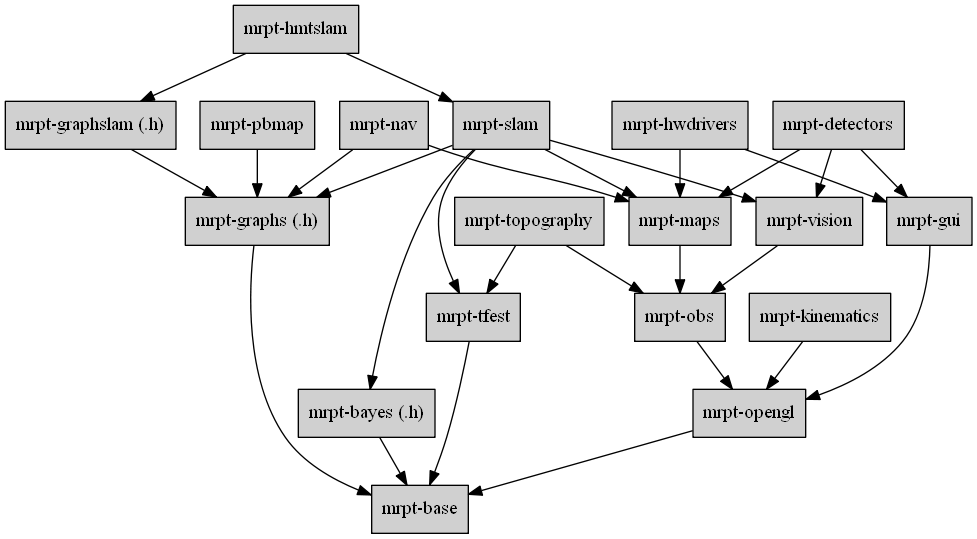 mrpt-hmtslam
mrpt-graphslam (.h)
mrpt-pbmap
mrpt-nav
mrpt-slam
mrpt-hwdrivers
mrpt-detectors
mrpt-graphs (.h)
mrpt-topography
mrpt-maps
mrpt-vision
mrpt-gui
mrpt-tfest
mrpt-obs
mrpt-kinematics
mrpt-bayes (.h)
mrpt-opengl
mrpt-base